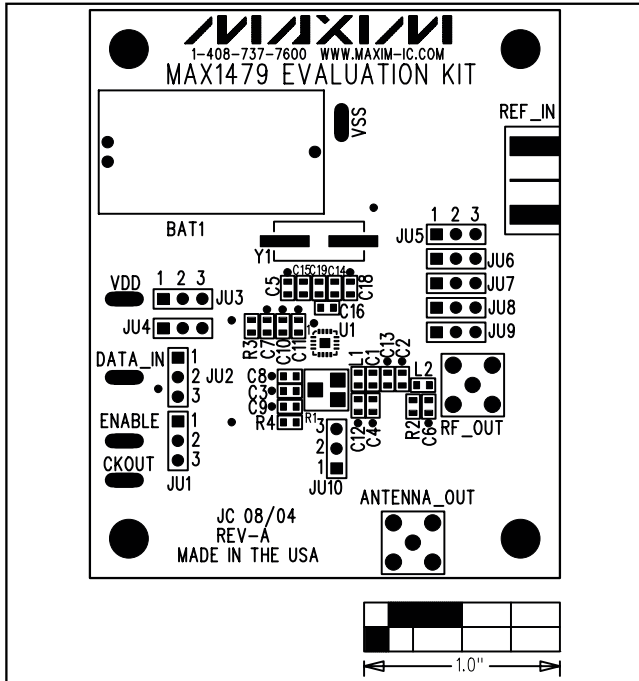 MAXIM
1-408-737-7600 WWW.MAXIM-IC.COM
MAX1479 EVALUATION KIT
VSS
REF_IN
BAT1
1 2 3
JU5
Y1
JU6
C5 C15 C19 C14 C18
JU7
VDD
1 2 3
JU3
C16
JU8
JU4
R3 C7 C10 C11
1
U1
JU9
DATA_IN
1
2
3
JU2
C8
C3
C9
R4
R1
L1 C1 C13 C2
L2
ENABLE
1
2
3
JU1
3
2
1
JU10
C12 C4
R2 C6
RF_OUT
CKOUT
ANTENNA_OUT
JC 08/04
REV-A
MADE IN THE USA
1.0"